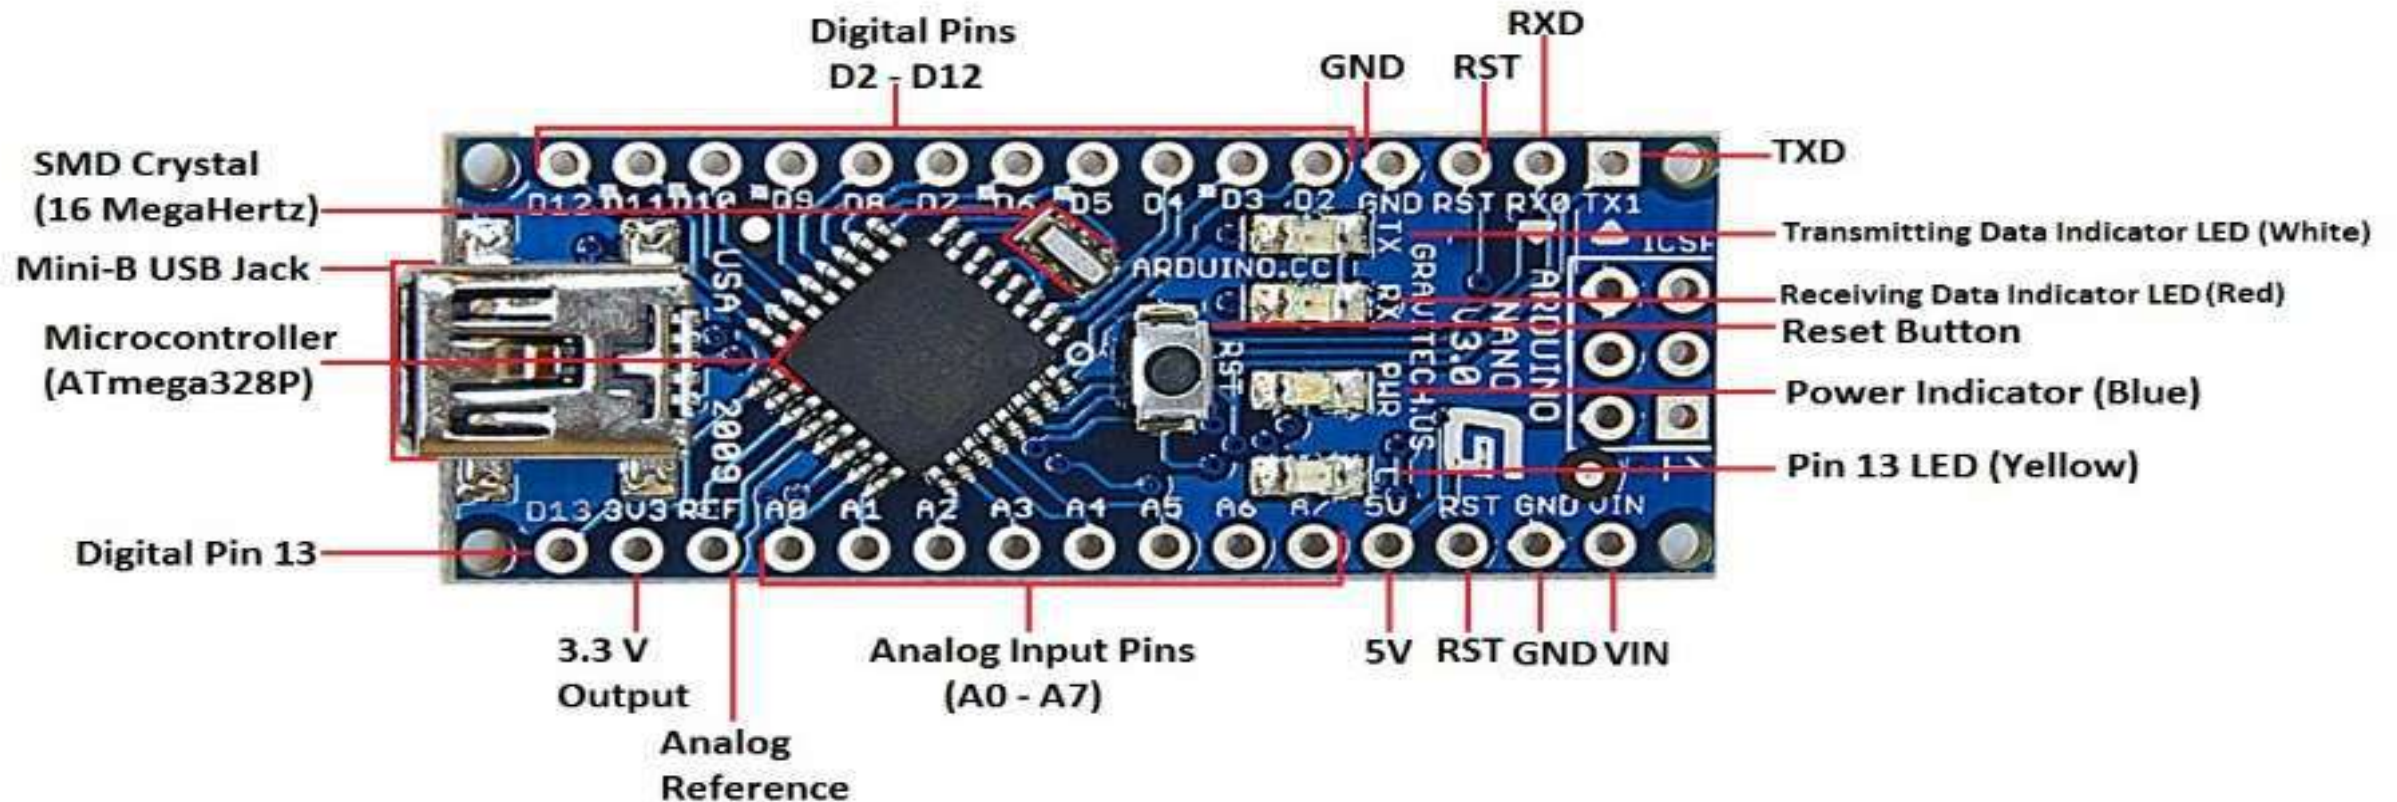 Digital Pins
D2 - D12
GND
RST
RXD
TXD
SMD Crystal
(16 MegaHertz)
Mini-B USB Jack
Microcontroller
(ATmega328P)
Digital Pin 13
Transmitting Data Indicator LED (White)
Receiving Data Indicator LED (Red)
Reset Button
Power Indicator (Blue)
Pin 13 LED (Yellow)
D12 D11 D10 D9 D8 D7 D6 D5 D4 D3 D2 GND RST RX0 TX1
ICSP
TX
RX
PWR
L
RST
ARDUINO.CC
USA
2009
GRAVITECH.US
ARDUINO
NANO
V3.0
G
1
D13 3V3 REF A0 A1 A2 A3 A4 A5 A6 A7 5V RST GND VIN
3.3 V
Output
Analog
Reference
Analog Input Pins
(A0 - A7)
5V
RST
GND
VIN